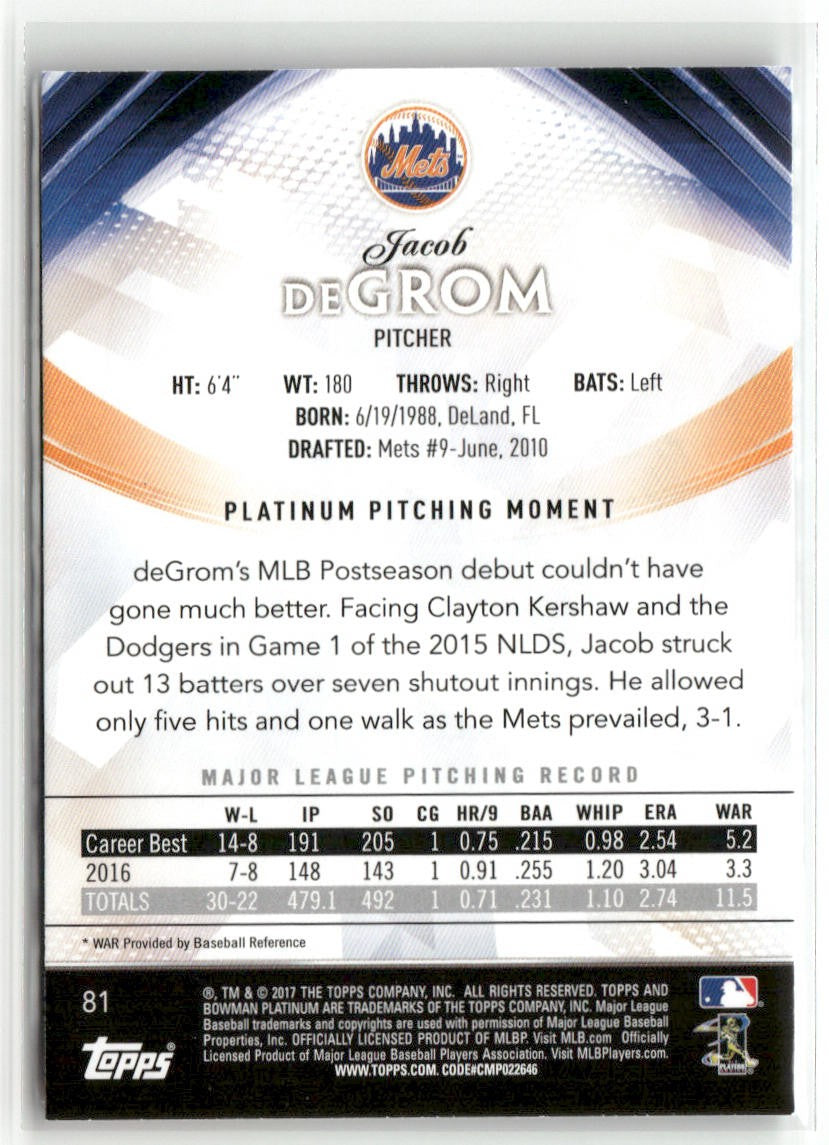 Mets
Jacob
DEGROM
PITCHER
HT: 6'4" WT: 180 THROWS: Right BATS: Left
BORN: 6/19/1988, DeLand, FL
DRAFTED: Mets #9-June, 2010
PLATINUM PITCHING MOMENT
deGrom's MLB Postseason debut couldn't have
gone much better. Facing Clayton Kershaw and the
Dodgers in Game 1 of the 2015 NLDS, Jacob struck
out 13 batters over seven shutout innings. He allowed
only five hits and one walk as the Mets prevailed, 3-1.
MAJOR LEAGUE PITCHING RECORD
W-L IP SO CG HR/9 BAA WHIP ERA WAR
Career Best 14-8 191 205 1 0.75 .215 0.98 2.54 5.2
2016 7-8 148 143 1 0.91 .255 1.20 3.04 3.3
TOTALS 30-22 479.1 492 1 0.71 .231 1.10 2.74 11.5
* WAR Provided by Baseball Reference
81
®, TM & © 2017 THE TOPPS COMPANY, INC. ALL RIGHTS RESERVED. TOPPS AND
BOWMAN PLATINUM ARE TRADEMARKS OF THE TOPPS COMPANY, INC. Major League
Baseball trademarks and copyrights are used with permission of Major League Baseball
Properties, Inc. OFFICIALLY LICENSED PRODUCT OF MLBP. Visit MLB.com Officially
Licensed Product of Major League Baseball Players Association. Visit MLBPlayers.com.
WWW.TOPPS.COM. CODE#CMP022646
Topps®